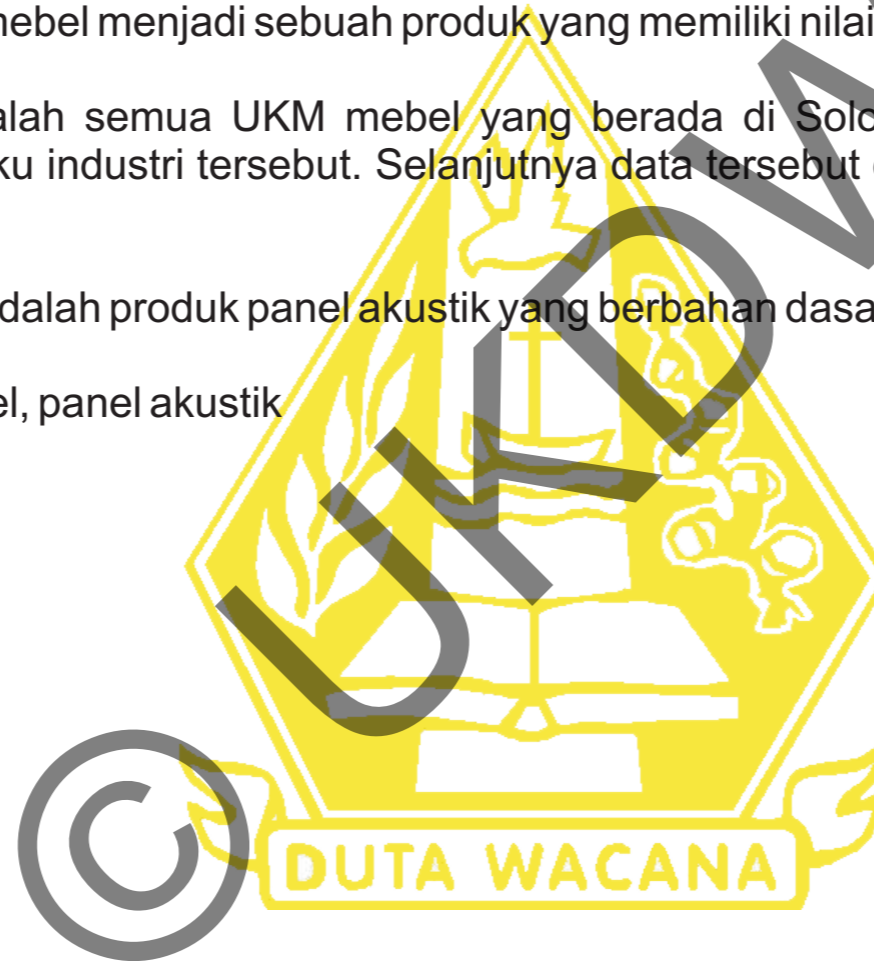 mebel menjadi sebuah produk yang memiliki nilai
alah semua UKM mebel yang berada di Solo
ku industri tersebut. Selanjutnya data tersebut
dalah produk panel akustik yang berbahan dasa
el, panel akustik
© UKDW
DUTA WACANA